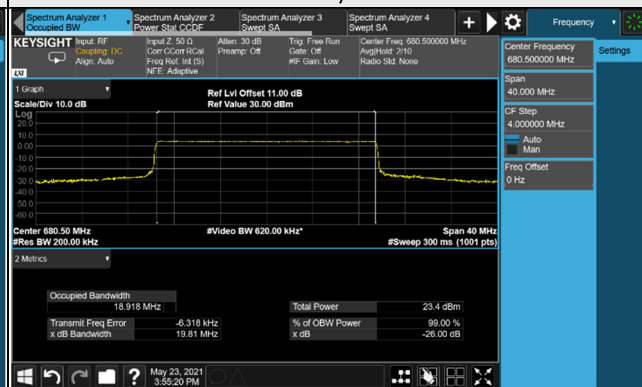 Spectrum Analyzer 1
Occupied BW
Spectrum Analyzer 2
Power Stat CCDF
Spectrum Analyzer 3
Swept SA
Spectrum Analyzer 4
Swept SA
+
Frequency
KEYSIGHT
Input: RF
Coupling: DC
Align: Auto
Input Z: 50 Ω
Corr CCorr RCal
Freq Ref: Int (S)
NFE: Adaptive
Atten: 30 dB
Preamp: Off
Trig: Free Run
Gate: Off
#IF Gain: Low
Center Freq: 680.500000 MHz
Avg|Hold: 2/10
Radio Std: None
LXI
Center Frequency
680.500000 MHz
Settings
Span
40.000 MHz
CF Step
4.000000 MHz
Auto
Man
Freq Offset
0 Hz
1 Graph
Scale/Div 10.0 dB
Ref Lvl Offset 11.00 dB
Ref Value 30.00 dBm
Log
20.0
10.0
0.00
-10.0
-20.0
-30.0
-40.0
-50.0
-60.0
Center 680.50 MHz
#Res BW 200.00 kHz
#Video BW 620.00 kHz*
Span 40 MHz
#Sweep 300 ms (1001 pts)
2 Metrics
Occupied Bandwidth
18.918 MHz
Total Power
23.4 dBm
Transmit Freq Error
-6.318 kHz
% of OBW Power
99.00 %
x dB Bandwidth
19.81 MHz
x dB
-26.00 dB
?
May 23, 2021
3:55:20 PM